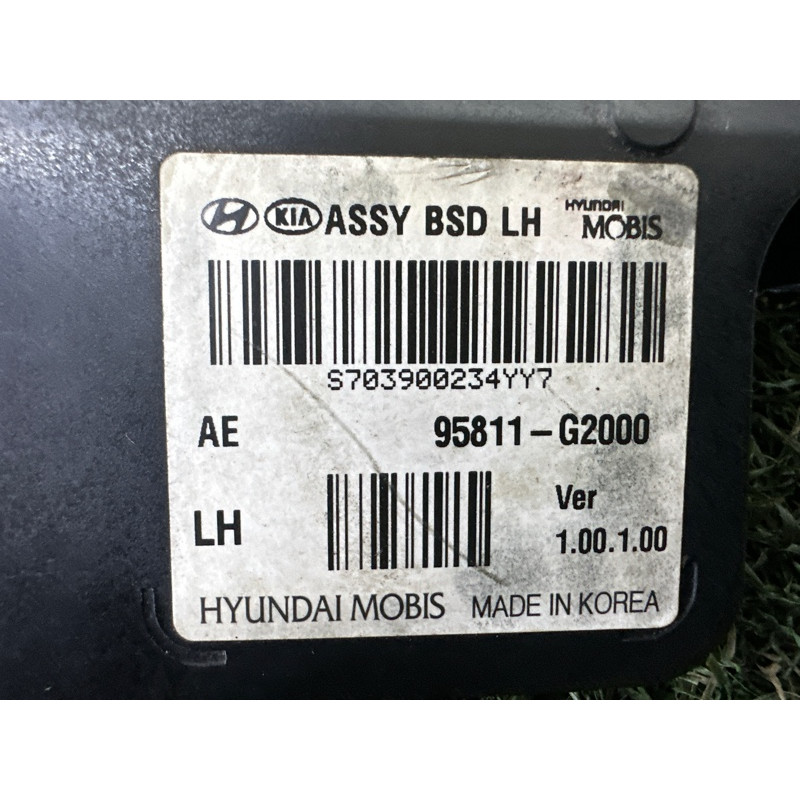 KIA ASSY BSD LH HYUNDAI MOBIS
S703900234YY7
AE 95811-G2000
LH Ver 1.00.1.00
HYUNDAI MOBIS MADE IN KOREA